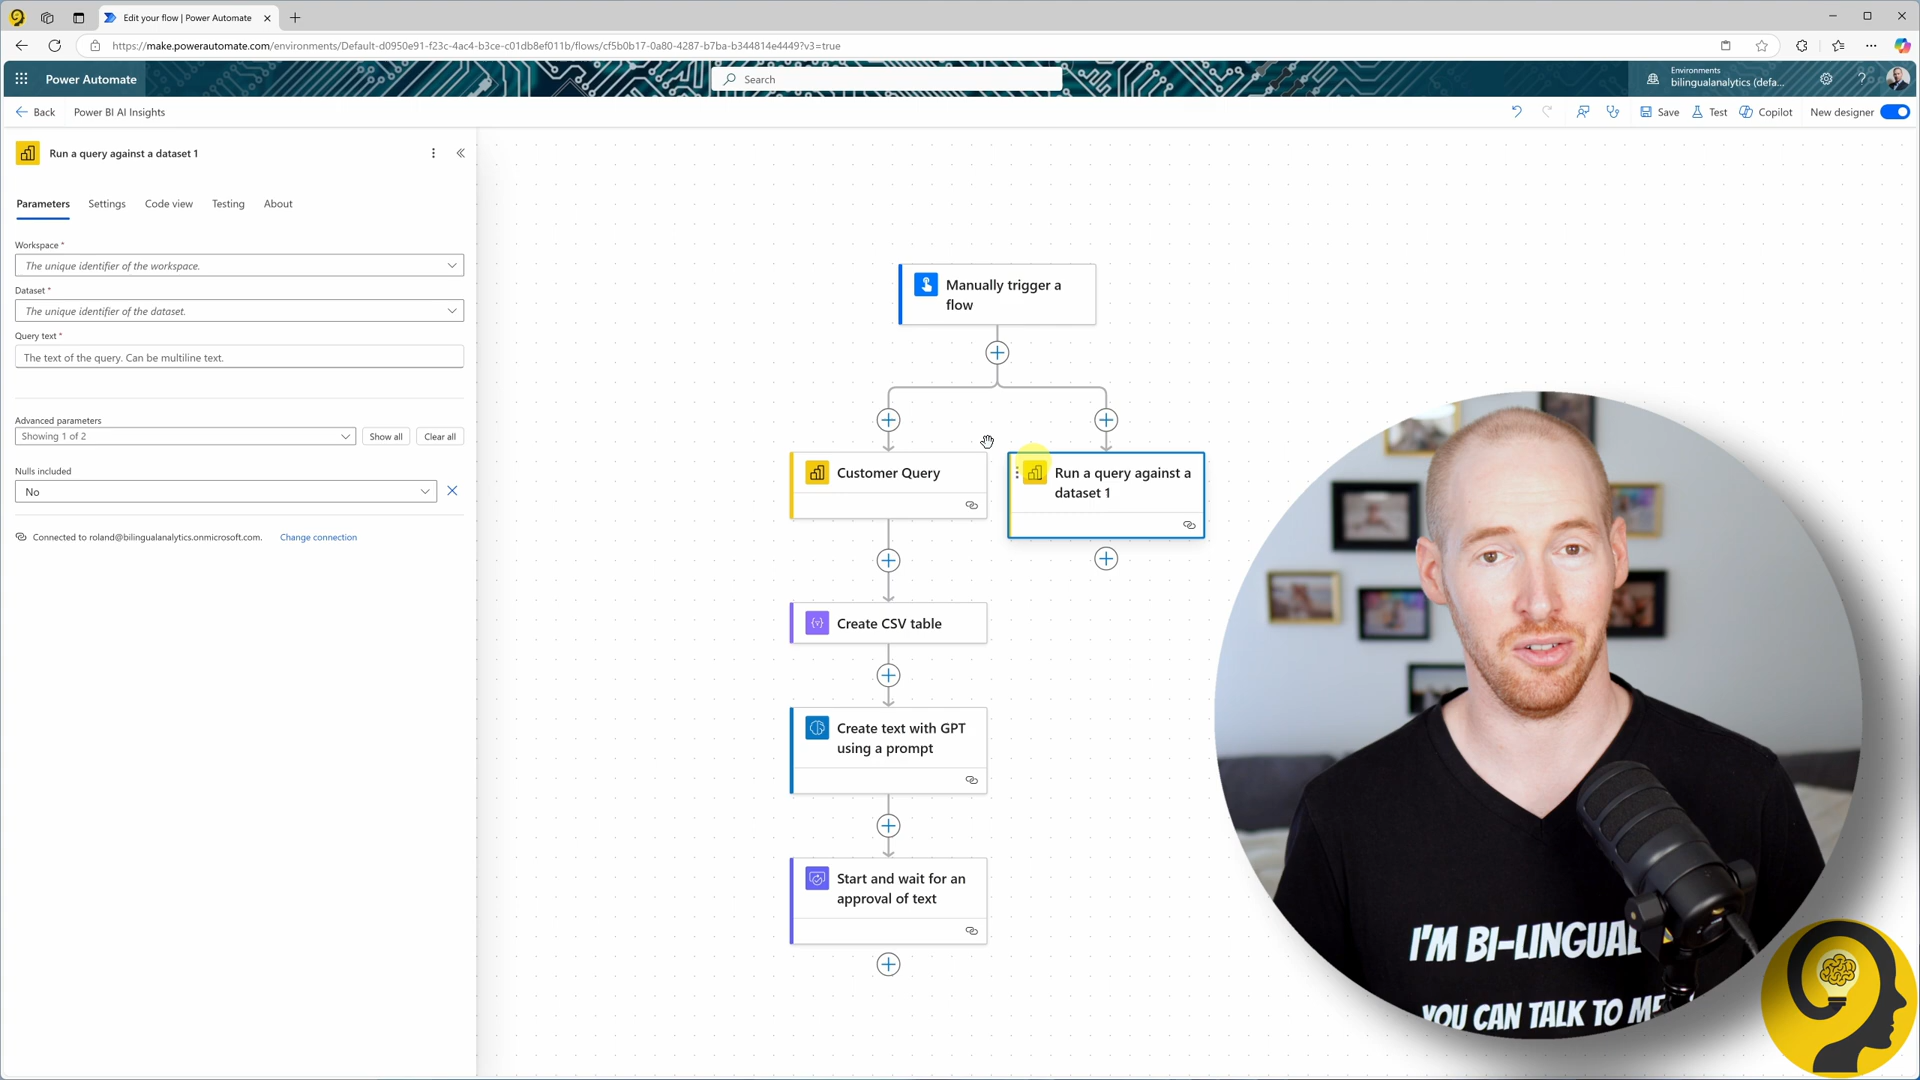 Edit your flow | Power Automate
https://make.powerautomate.com/environments/Default-d0950e91-f23c-4ac4-b3ce-c01db8ef011b/flows/cf5b0b17-0a80-4287-b7ba-b344814e4449?v3=true
Power Automate
Search
Environments
bilingualanalytics (defa...
Back
Power BI AI Insights
Save
Test
Copilot
New designer
Run a query against a dataset 1
Parameters
Settings
Code view
Testing
About
Workspace *
The unique identifier of the workspace.
Dataset *
The unique identifier of the dataset.
Query text *
The text of the query. Can be multiline text.
Advanced parameters
Showing 1 of 2
Show all
Clear all
Nulls included
No
Connected to roland@bilingualanalytics.onmicrosoft.com.
Change connection
Manually trigger a
flow
Customer Query
Run a query against a
dataset 1
Create CSV table
Create text with GPT
using a prompt
Start and wait for an
approval of text
I'M BI-LINGUAL
YOU CAN TALK TO ME